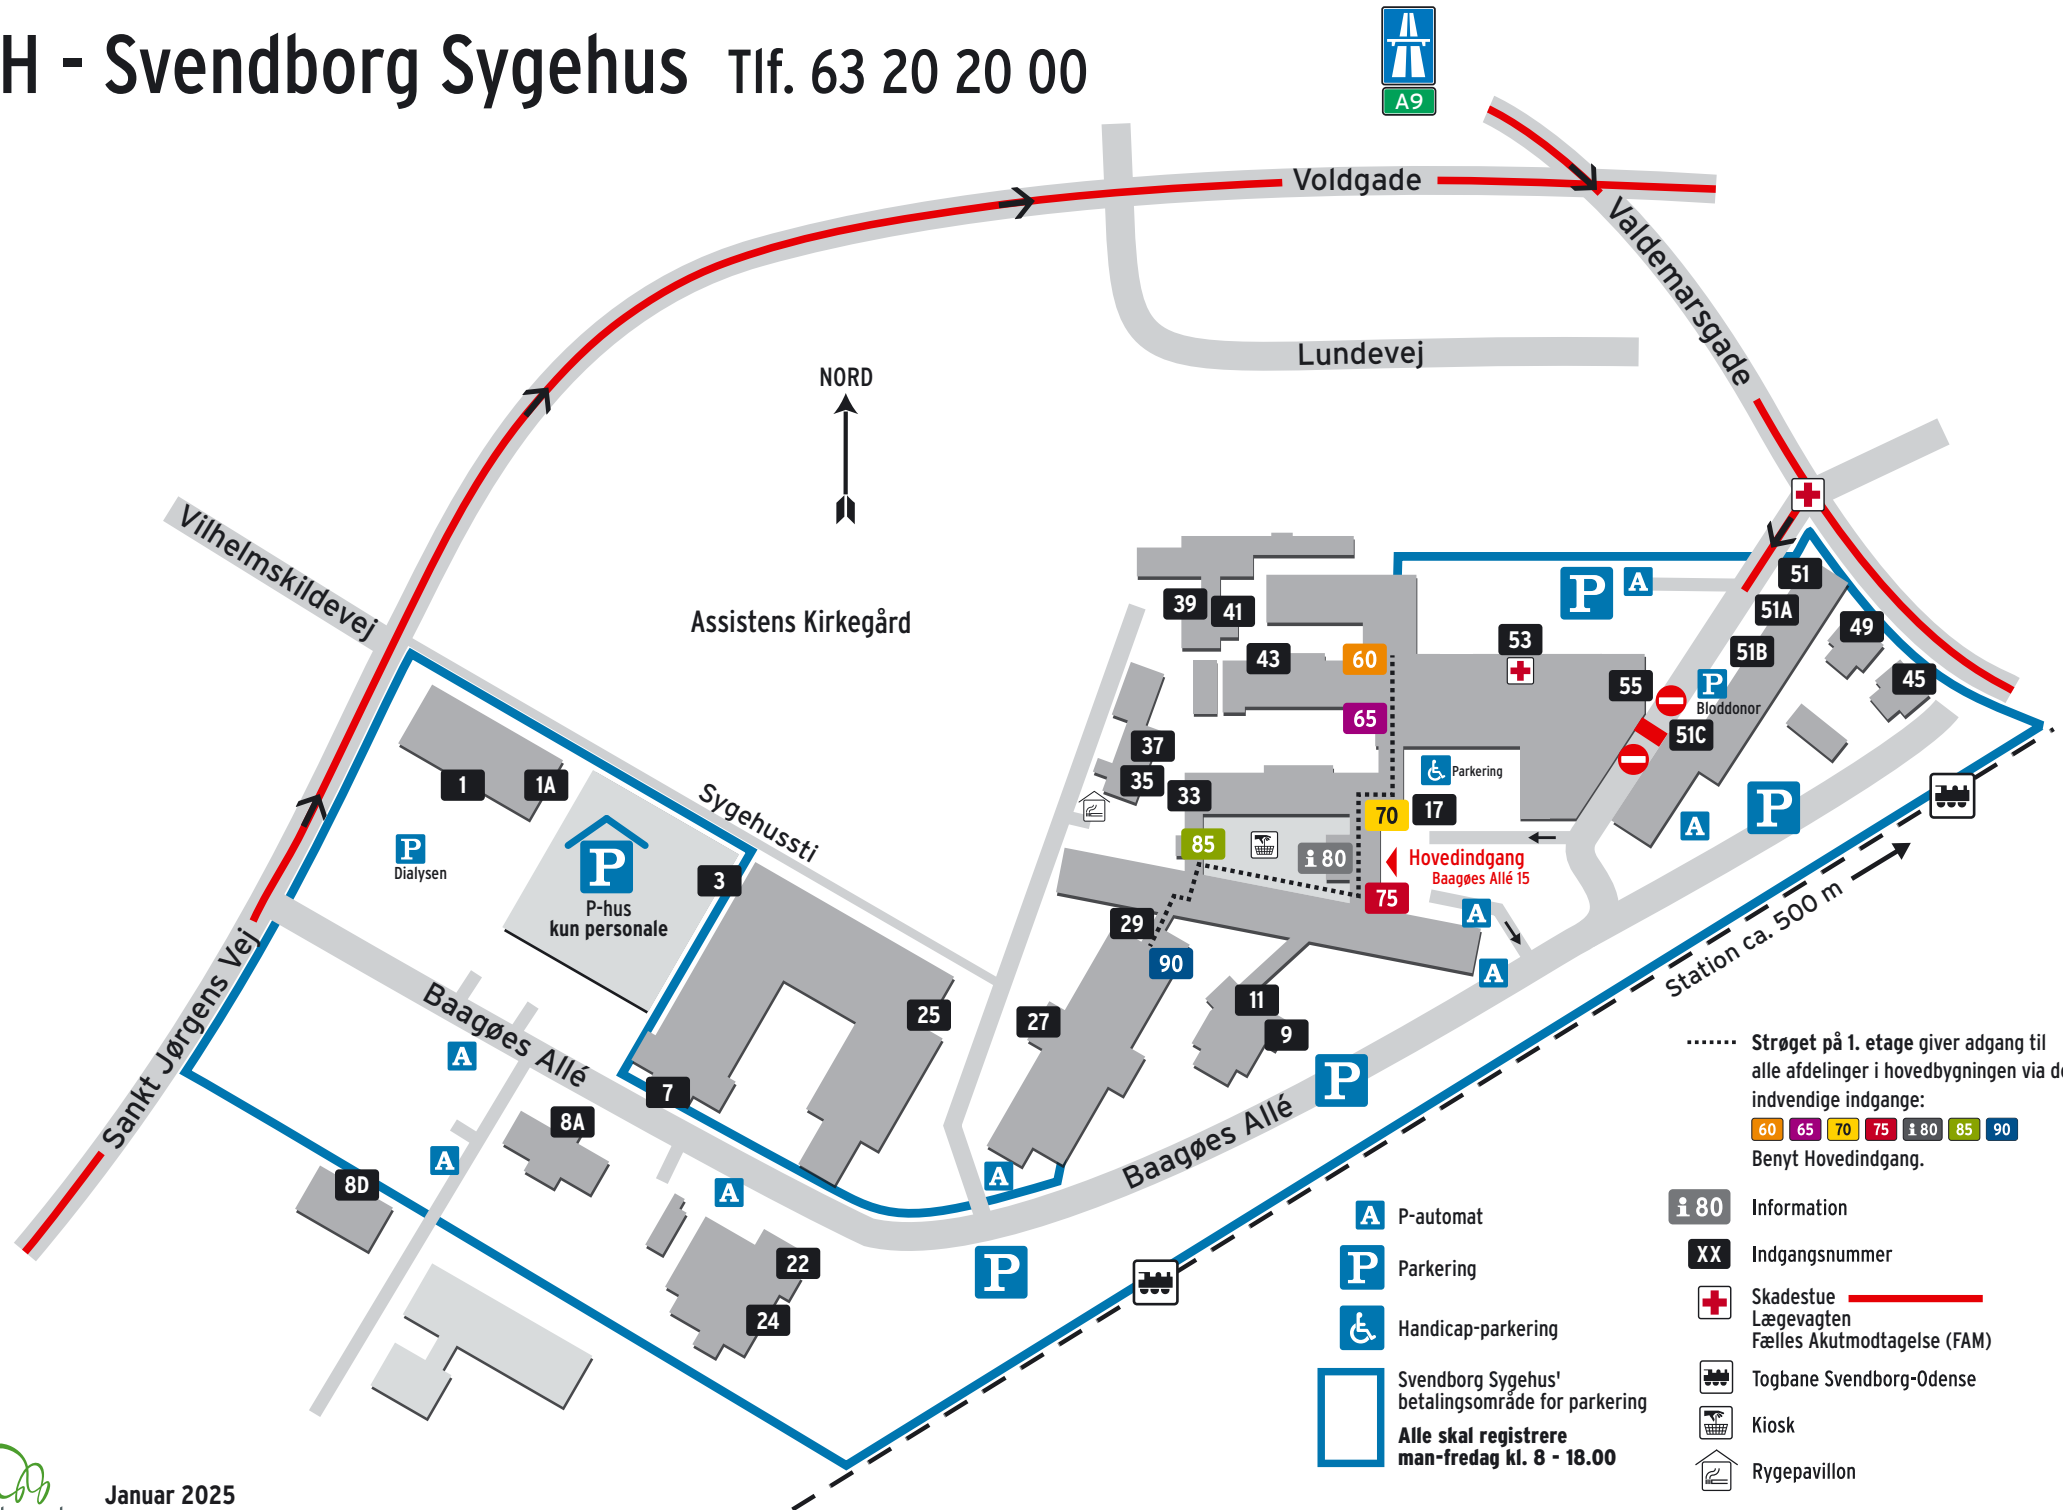 H - Svendborg Sygehus Tlf. 63 20 20 00
A9
Voldgade
Valdemarsgade
Lundevej
NORD
Vilhelmskildevej
Assistens Kirkegård
Sygehussti
Sankt Jørgens Vej
Baagøes Allé
Baagøes Allé
39
41
43
60
65
53
55
51
51A
51B
51C
49
45
P
A
P
Bloddonor
37
35
33
Parkering
70
17
85
i 80
Hovedindgang
Baagøes Allé 15
75
A
A
A
P
1
1A
P
Dialysen
P
P-hus
kun personale
3
29
90
25
27
11
9
P
7
A
8A
A
8D
A
A
22
24
P
Station ca. 500 m
Strøget på 1. etage giver adgang til
alle afdelinger i hovedbygningen via
indvendige indgange:
60 65 70 75 i 80 85 90
Benyt Hovedindgang.
A P-automat
P Parkering
Handicap-parkering
Svendborg Sygehus'
betalingsområde for parkering
Alle skal registrere
man-fredag kl. 8 - 18.00
i 80 Information
XX Indgangsnummer
Skadestue
Lægevagten
Fælles Akutmodtagelse (FAM)
Togbane Svendborg-Odense
Kiosk
Rygepavillon
Januar 2025